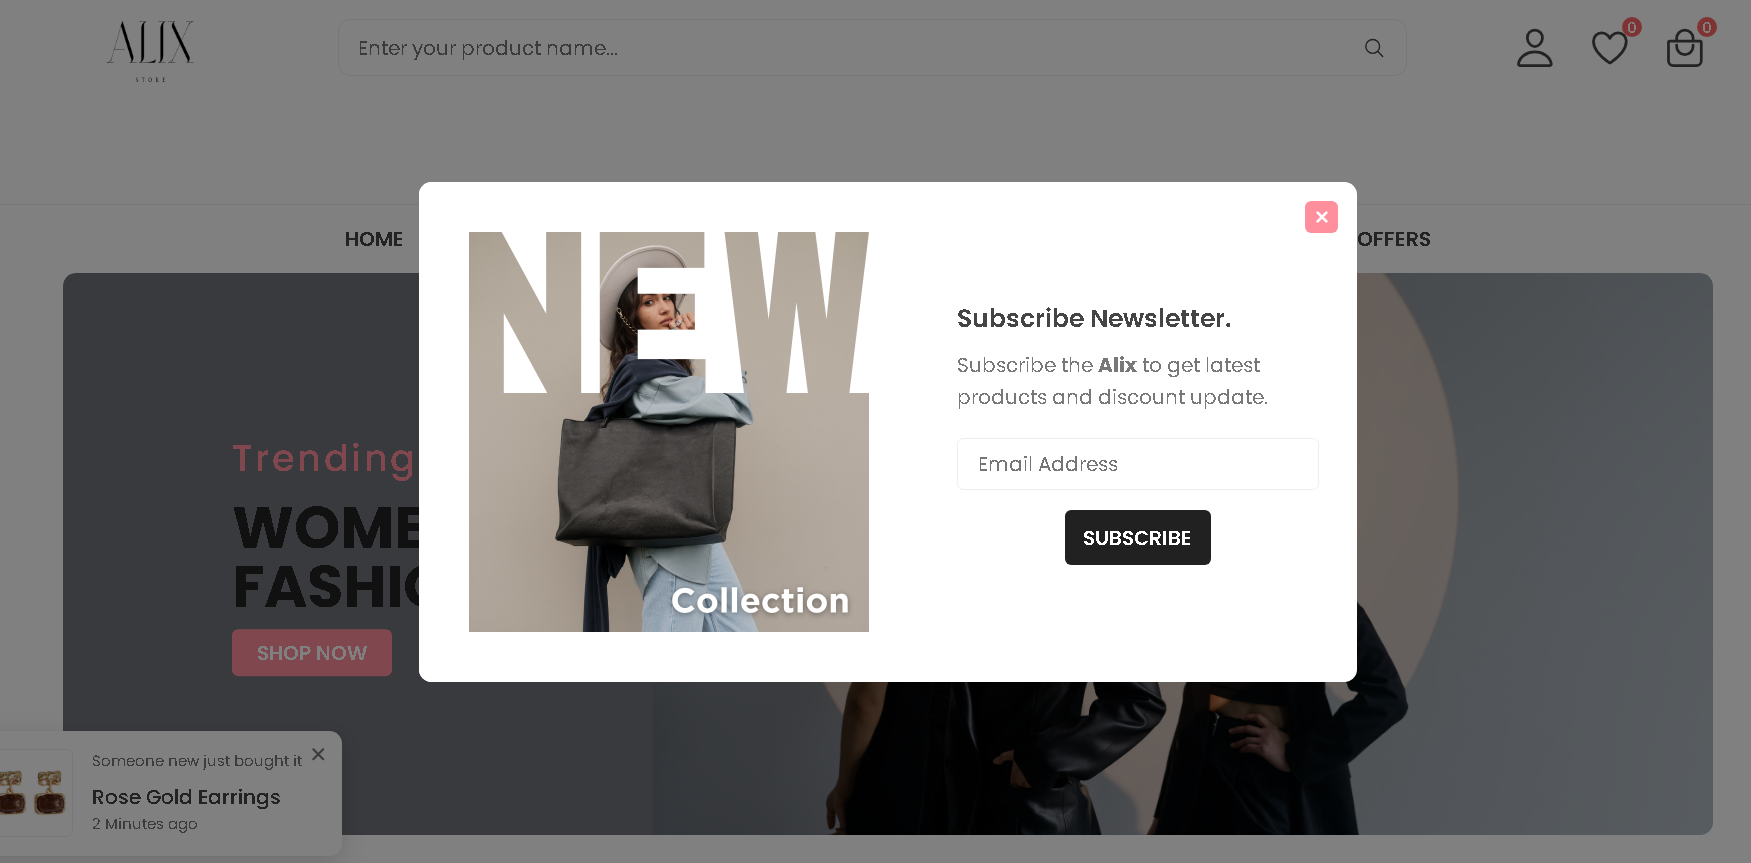 ALIX
STORE
Enter your product name...
0
0
HOME
OFFERS
NEW
Collection
Subscribe Newsletter.
Subscribe the Alix to get latest
products and discount update.
Email Address
SUBSCRIBE
Trending
WOME
FASHIO
SHOP NOW
Someone new just bought it
Rose Gold Earrings
2 Minutes ago